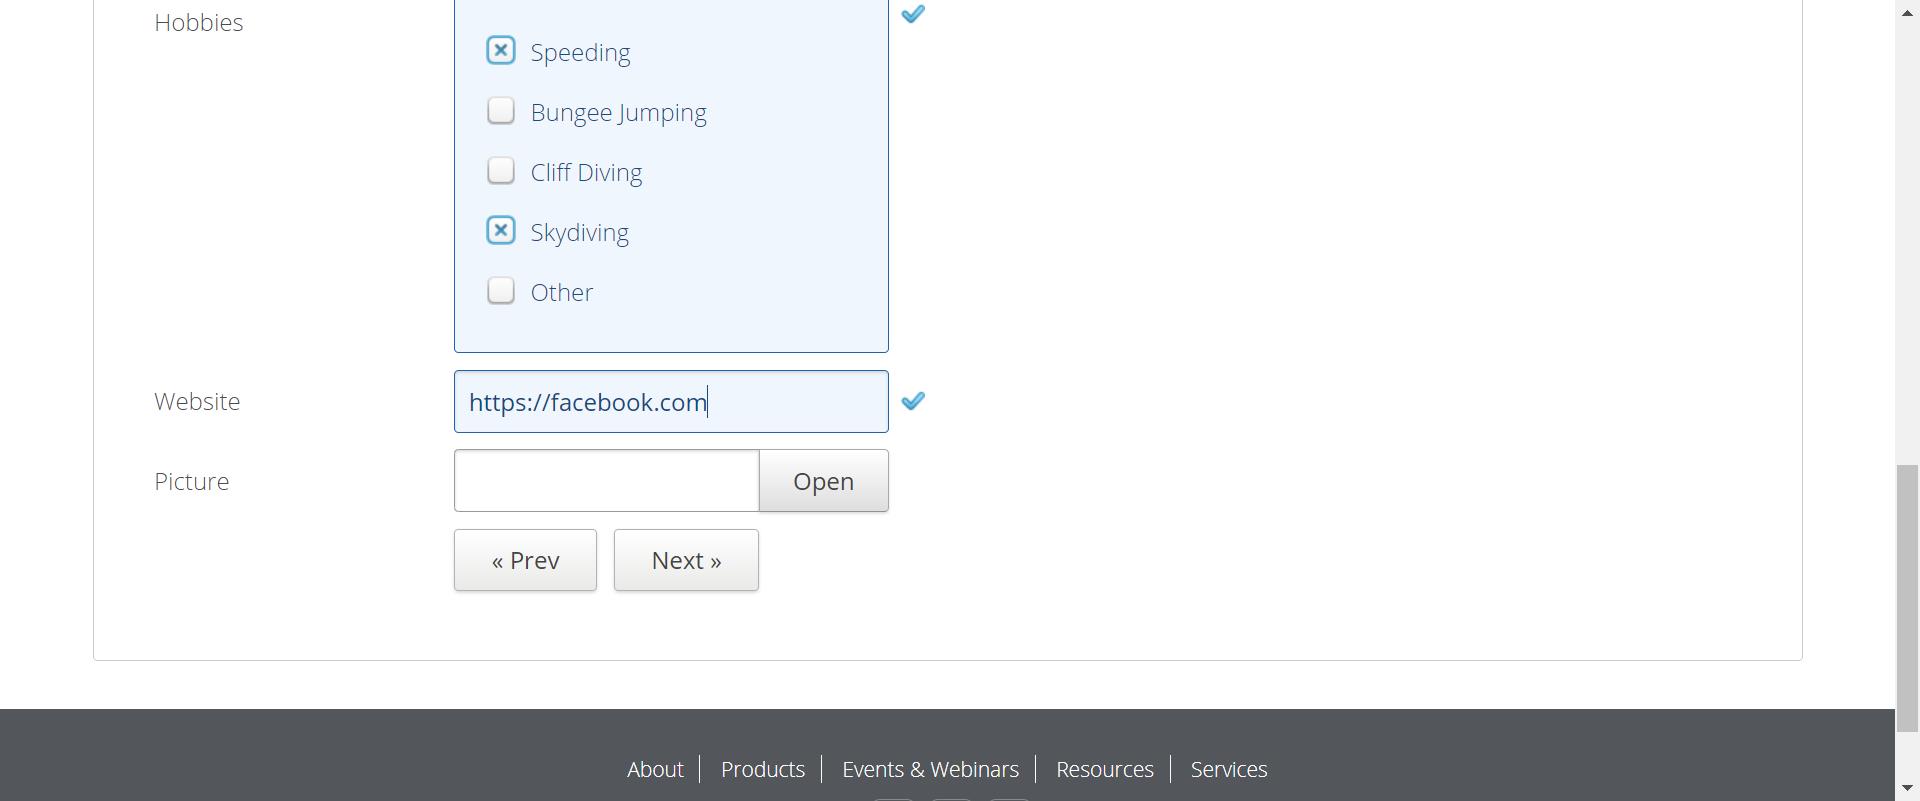 Hobbies
Speeding
Bungee Jumping
Cliff Diving
Skydiving
Other
Website
https://facebook.com
Picture
Open
« Prev
Next »
About
Products
Events & Webinars
Resources
Services